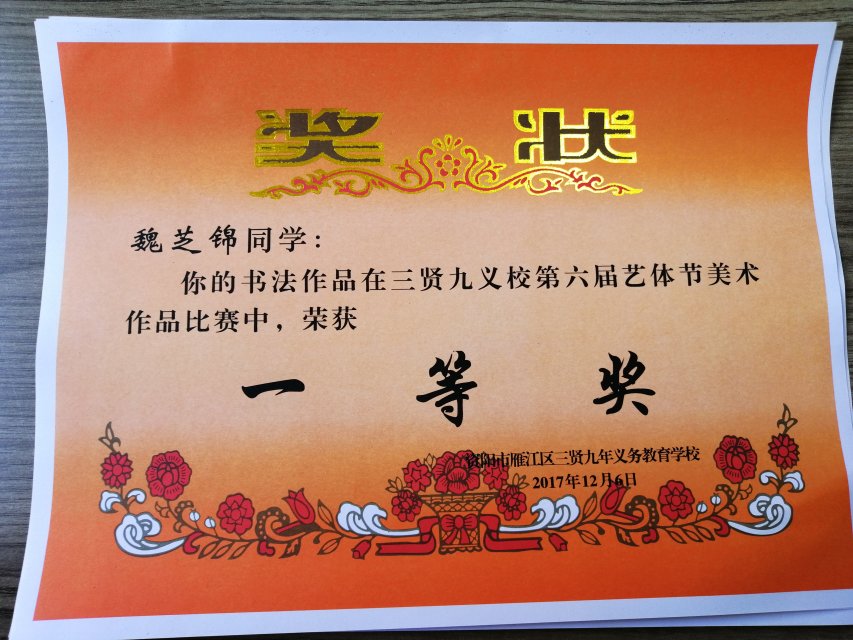 奖状
魏芝锦同学：
你的书法作品在三贤九义校第六届艺体节美术
作品比赛中，荣获
一等奖
资阳市雁江区三贤九年义务教育学校
2017年12月6日